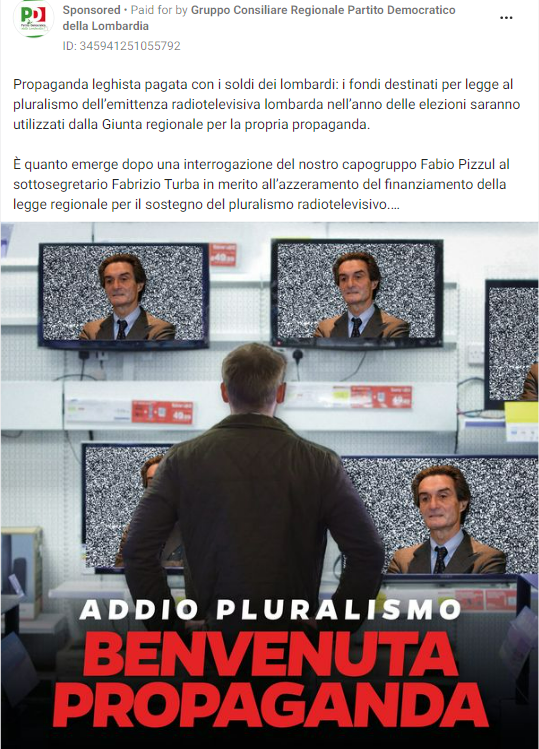 Sponsored • Paid for by Gruppo Consiliare Regionale Partito Democratico
della Lombardia
ID: 345941251055792
PD
Propaganda leghista pagata con i soldi dei lombardi: i fondi destinati per legge al
pluralismo dell'emittenza radiotelevisiva lombarda nell'anno delle elezioni saranno
utilizzati dalla Giunta regionale per la propria propaganda.
È quanto emerge dopo una interrogazione del nostro capogruppo Fabio Pizzul al
sottosegretario Fabrizio Turba in merito all'azzeramento del finanziamento della
legge regionale per il sostegno del pluralismo radiotelevisivo....
ADDIO PLURALISMO
BENVENUTA
PROPAGANDA